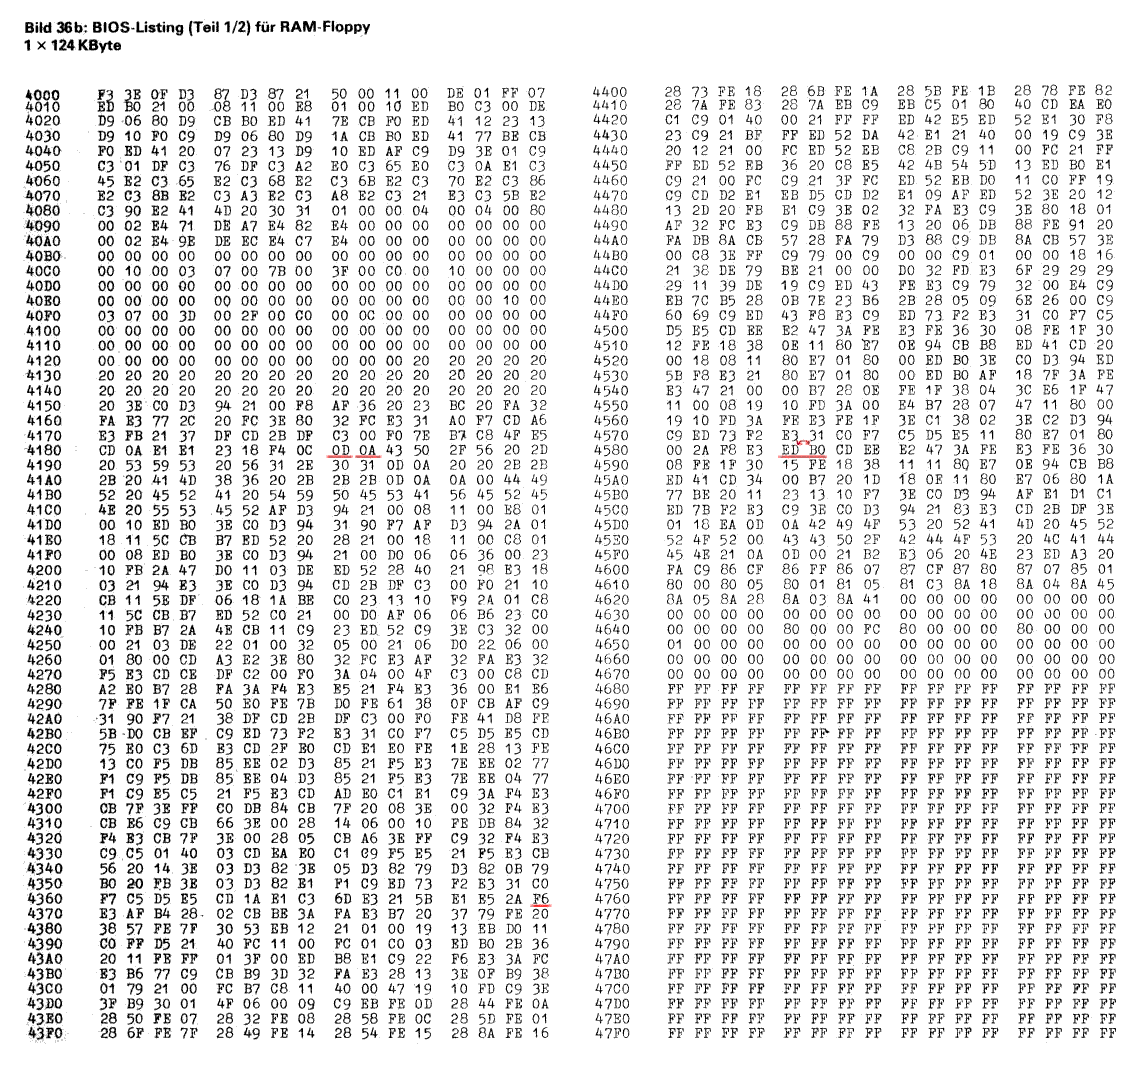 Bild 36b: BIOS-Listing (Teil 1/2) für RAM-Floppy
1 × 124 KByte
4000 F3 3E 0F D3 87 D3 87 21 50 00 11 00 DE 01 FF 07
4010 ED B0 21 00 08 11 00 E8 01 00 10 ED B0 C3 00 DE
4020 D9 06 80 D9 CB B0 ED 41 7E CB F0 ED 41 12 23 13
4030 D9 10 F0 C9 D9 06 80 D9 1A CB B0 ED 41 77 BE CB
4040 F0 ED 41 20 07 23 13 D9 10 ED AF C9 D9 3E 01 C9
4050 C3 01 DF C3 76 DF C3 A2 E0 C3 65 E0 C3 0A E1 C3
4060 45 E2 C3 65 E2 C3 68 E2 C3 6B E2 C3 70 E2 C3 86
4070 E2 C3 8B E2 C3 A3 E2 C3 A8 E2 C3 21 E3 C3 5B E2
4080 C3 90 E2 41 4D 20 30 31 01 00 00 04 00 04 00 80
4090 00 02 E4 71 DE A7 E4 82 E4 00 00 00 00 00 00 00
40A0 00 02 E4 9E DE EC E4 C7 E4 00 00 00 00 00 00 00
40B0 00 00 00 00 00 00 00 00 00 00 00 00 00 00 00 00
40C0 00 10 00 03 07 00 7B 00 3F 00 C0 00 10 00 00 00
40D0 00 00 00 00 00 00 00 00 00 00 00 00 00 00 00 00
40E0 00 00 00 00 00 00 00 00 00 00 00 00 00 00 10 00
40F0 03 07 00 3D 00 2F 00 C0 00 0C 00 00 00 00 00 00
4100 00 00 00 00 00 00 00 00 00 00 00 00 00 00 00 00
4110 00 00 00 00 00 00 00 00 00 00 00 00 00 00 00 00
4120 00 00 00 00 00 00 00 00 00 00 00 20 20 20 20 20
4130 20 20 20 20 20 20 20 20 20 20 20 20 20 20 20 20
4140 20 20 20 20 20 20 20 20 20 20 20 20 20 20 20 20
4150 20 3E C0 D3 94 21 00 F8 AF 36 20 23 BC 20 FA 32
4160 FA E3 77 2C 20 FC 3E 80 32 FC E3 31 A0 F7 CD A6
4170 E3 FB 21 37 DF CD 2B DF C3 00 F0 7E B7 C8 4F E5
4180 CD 0A E1 E1 23 18 F4 0C 0D 0A 43 50 2F 56 20 2D
4190 20 53 59 53 20 56 31 2E 30 31 0D 0A 20 20 2B 2B
41A0 2B 20 41 4D 38 36 20 2B 2B 2B 0D 0A 0A 00 44 49
41B0 52 20 45 52 41 20 54 59 50 45 53 41 56 45 52 45
41C0 4E 20 55 53 45 52 AF D3 94 21 00 08 11 00 E8 01
41D0 00 10 ED B0 3E C0 D3 94 31 90 F7 AF D3 94 2A 01
41E0 18 11 5C CB B7 ED 52 20 28 21 00 18 11 00 C8 01
41F0 00 08 ED B0 3E C0 D3 94 21 00 D0 06 06 36 00 23
4200 10 FB 2A 47 D0 11 03 DE ED 52 28 40 21 98 E3 18
4210 03 21 94 E3 3E C0 D3 94 CD 2B DF C3 00 F0 21 10
4220 CB 11 5E DF 06 18 1A BE C0 23 13 10 F9 2A 01 C8
4230 11 5C CB B7 ED 52 C0 21 00 D0 AF 06 06 B6 23 C0
4240 10 FB B7 2A 4E CB 11 C9 23 ED 52 C9 3E C3 32 00
4250 00 21 03 DE 22 01 00 32 05 00 21 06 D0 22 06 00
4260 01 80 00 CD A3 E2 3E 80 32 FC E3 AF 32 FA E3 32
4270 F5 E3 CD CE DF C2 00 F0 3A 04 00 4F C3 00 C8 CD
4280 A2 E0 B7 28 FA 3A F4 E3 E5 21 F4 E3 36 00 E1 E6
4290 7F FE 1F CA 50 E0 FE 7B D0 FE 61 38 0F CB AF C9
42A0 31 90 F7 21 38 DF CD 2B DF C3 00 F0 FE 41 D8 FE
42B0 5B D0 CB EF C9 ED 73 F2 E3 31 C0 F7 C5 D5 E5 CD
42C0 75 E0 C3 6D E3 CD 2F E0 CD E1 E0 FE 1E 28 13 FE
42D0 13 C0 F5 DB 85 EE 02 D3 85 21 F5 E3 7E EE 02 77
42E0 F1 C9 F5 DB 85 EE 04 D3 85 21 F5 E3 7E EE 04 77
42F0 F1 C9 E5 C5 21 F5 E3 CD AD E0 C1 E1 C9 3A F4 E3
4300 CB 7F 3E FF C0 DB 84 CB 7F 20 08 3E 00 32 F4 E3
4310 CB E6 C9 CB 66 3E 00 28 14 06 00 10 FE DB 84 32
4320 F4 E3 CB 7F 3E 00 28 05 CB A6 3E FF C9 32 F4 E3
4330 C9 C5 01 40 03 CD EA E0 C1 C9 F5 E5 21 F5 E3 CB
4340 56 20 14 3E 03 D3 82 3E 05 D3 82 79 D3 82 0B 79
4350 B0 20 FB 3E 03 D3 82 E1 F1 C9 ED 73 F2 E3 31 C0
4360 F7 C5 D5 E5 CD 1A E1 C3 6D E3 21 5B E1 E5 2A F6
4370 E3 AF B4 28 02 CB BE 3A FA E3 B7 20 37 79 FE 20
4380 38 57 FE 7F 30 53 EB 12 21 01 00 19 13 EB D0 11
4390 C0 FF D5 21 40 FC 11 00 FC 01 C0 03 ED B0 2B 36
43A0 20 11 FE FF 01 3F 00 ED B8 E1 C9 22 F6 E3 3A FC
43B0 E3 B6 77 C9 CB B9 3D 32 FA E3 28 13 3E 0F B9 38
43C0 01 79 21 00 FC B7 C8 11 40 00 47 19 10 FD C9 3E
43D0 3F B9 30 01 4F 06 00 09 C9 EB FE 0D 28 44 FE 0A
43E0 28 50 FE 07 28 32 FE 08 28 58 FE 0C 28 5D FE 01
43F0 28 6F FE 7F 28 49 FE 14 28 54 FE 15 28 8A FE 16
4400 28 73 FE 18 28 6B FE 1A 28 5B FE 1B 28 78 FE 82
4410 28 7A FE 83 28 7A EB C9 EB C5 01 80 40 CD EA E0
4420 C1 C9 01 40 00 21 FF FF ED 42 E5 ED 52 E1 30 F8
4430 23 C9 21 BF FF ED 52 DA 42 E1 21 40 00 19 C9 3E
4440 20 12 21 00 FC ED 52 EB C8 2B C9 11 00 FC 21 FF
4450 FF ED 52 EB 36 20 C8 E5 42 4B 54 5D 13 ED B0 E1
4460 C9 21 00 FC C9 21 3F FC ED 52 EB D0 11 C0 FF 19
4470 C9 CD D2 E1 EB D5 CD D2 E1 09 AF ED 52 3E 20 12
4480 13 2D 20 FB E1 C9 3E 02 32 FA E3 C9 3E 80 18 01
4490 AF 32 FC E3 C9 DB 88 FE 13 20 06 DB 88 FE 91 20
44A0 FA DB 8A CB 57 28 FA 79 D3 88 C9 DB 8A CB 57 3E
44B0 00 C8 3E FF C9 79 00 C9 00 00 C9 01 00 00 18 16
44C0 21 38 DE 79 BE 21 00 00 D0 32 FD E3 6F 29 29 29
44D0 29 11 39 DE 19 C9 ED 43 FE E3 C9 79 32 00 E4 C9
44E0 EB 7C B5 28 0B 7E 23 B6 2B 28 05 09 6E 26 00 C9
44F0 60 69 C9 ED 43 F8 E3 C9 ED 73 F2 E3 31 C0 F7 C5
4500 D5 E5 CD EE E2 47 3A FE E3 FE 36 30 08 FE 1F 30
4510 12 FE 18 38 0E 11 80 E7 0E 94 CB B8 ED 41 CD 20
4520 00 18 08 11 80 E7 01 80 00 ED B0 3E C0 D3 94 ED
4530 5B F8 E3 21 80 E7 01 80 00 ED B0 AF 18 7F 3A FE
4540 E3 47 21 00 00 B7 28 0E FE 1F 38 04 3C E6 1F 47
4550 11 00 08 19 10 FD 3A 00 E4 B7 28 07 47 11 80 00
4560 19 10 FD 3A FE E3 FE 1F 3E C1 38 02 3E C2 D3 94
4570 C9 ED 73 F2 E3 31 C0 F7 C5 D5 E5 11 80 E7 01 80
4580 00 2A F8 E3 ED B0 CD EE E2 47 3A FE E3 FE 36 30
4590 08 FE 1F 30 15 FE 18 38 11 11 80 E7 0E 94 CB B8
45A0 ED 41 CD 34 00 B7 20 1D 18 0E 11 80 E7 06 80 1A
45B0 77 BE 20 11 23 13 10 F7 3E C0 D3 94 AF E1 D1 C1
45C0 ED 7B F2 E3 C9 3E C0 D3 94 21 83 E3 CD 2B DF 3E
45D0 01 18 EA 0D 0A 42 49 4F 53 20 52 41 4D 20 45 52
45E0 52 4F 52 00 43 43 50 2F 42 44 4F 53 20 4C 41 44
45F0 45 4E 21 0A 0D 00 21 B2 E3 06 20 4E 23 ED A3 20
4600 FA C9 86 CF 86 FF 86 07 87 CF 87 80 87 07 85 01
4610 80 00 80 05 80 01 81 05 81 C3 8A 18 8A 04 8A 45
4620 8A 05 8A 28 8A 03 8A 41 00 00 00 00 00 00 00 00
4630 00 00 00 00 00 00 00 00 00 00 00 00 00 00 00 00
4640 00 00 00 00 80 00 00 FC 80 00 00 00 80 00 00 00
4650 01 00 00 00 00 00 00 00 00 00 00 00 00 00 00 00
4660 00 00 00 00 00 00 00 00 00 00 00 00 00 00 00 00
4670 00 00 00 00 00 00 00 00 00 00 00 00 00 00 00 00
4680 FF FF FF FF FF FF FF FF FF FF FF FF FF FF FF FF
4690 FF FF FF FF FF FF FF FF FF FF FF FF FF FF FF FF
46A0 FF FF FF FF FF FF FF FF FF FF FF FF FF FF FF FF
46B0 FF FF FF FF FF FF FF FF FF FF FF FF FF FF FF FF
46C0 FF FF FF FF FF FF FF FF FF FF FF FF FF FF FF FF
46D0 FF FF FF FF FF FF FF FF FF FF FF FF FF FF FF FF
46E0 FF FF FF FF FF FF FF FF FF FF FF FF FF FF FF FF
46F0 FF FF FF FF FF FF FF FF FF FF FF FF FF FF FF FF
4700 FF FF FF FF FF FF FF FF FF FF FF FF FF FF FF FF
4710 FF FF FF FF FF FF FF FF FF FF FF FF FF FF FF FF
4720 FF FF FF FF FF FF FF FF FF FF FF FF FF FF FF FF
4730 FF FF FF FF FF FF FF FF FF FF FF FF FF FF FF FF
4740 FF FF FF FF FF FF FF FF FF FF FF FF FF FF FF FF
4750 FF FF FF FF FF FF FF FF FF FF FF FF FF FF FF FF
4760 FF FF FF FF FF FF FF FF FF FF FF FF FF FF FF FF
4770 FF FF FF FF FF FF FF FF FF FF FF FF FF FF FF FF
4780 FF FF FF FF FF FF FF FF FF FF FF FF FF FF FF FF
4790 FF FF FF FF FF FF FF FF FF FF FF FF FF FF FF FF
47A0 FF FF FF FF FF FF FF FF FF FF FF FF FF FF FF FF
47B0 FF FF FF FF FF FF FF FF FF FF FF FF FF FF FF FF
47C0 FF FF FF FF FF FF FF FF FF FF FF FF FF FF FF FF
47D0 FF FF FF FF FF FF FF FF FF FF FF FF FF FF FF FF
47E0 FF FF FF FF FF FF FF FF FF FF FF FF FF FF FF FF
47F0 FF FF FF FF FF FF FF FF FF FF FF FF FF FF FF FF